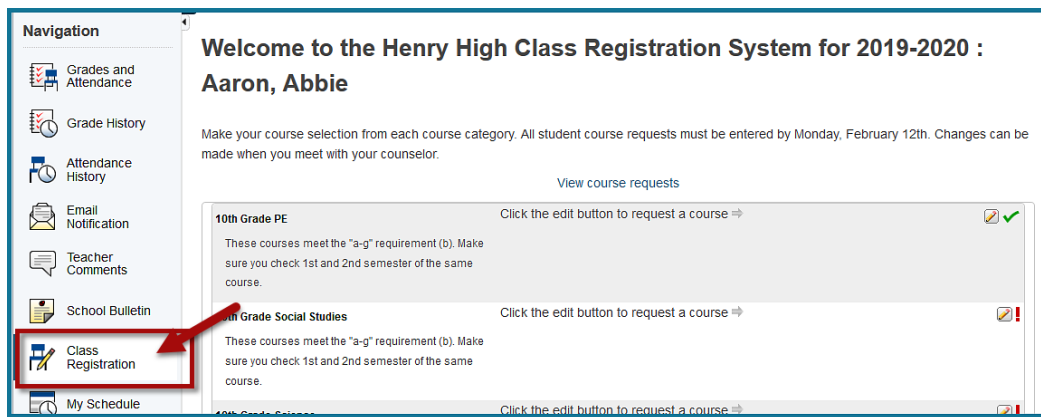 Navigation
Grades and
Attendance
Grade History
Attendance
History
Email
Notification
Teacher
Comments
School Bulletin
Class
Registration
My Schedule
Welcome to the Henry High Class Registration System for 2019-2020 :
Aaron, Abbie
Make your course selection from each course category. All student course requests must be entered by Monday, February 12th. Changes can be
made when you meet with your counselor.
View course requests
10th Grade PE
Click the edit button to request a course ⇒
These courses meet the "a-g" requirement (b). Make
sure you check 1st and 2nd semester of the same
course.
Grade Social Studies
Click the edit button to request a course ⇒
These courses meet the "a-g" requirement (b). Make
sure you check 1st and 2nd semester of the same
course.
10th Grade Science
Click the edit button to request a course ⇒